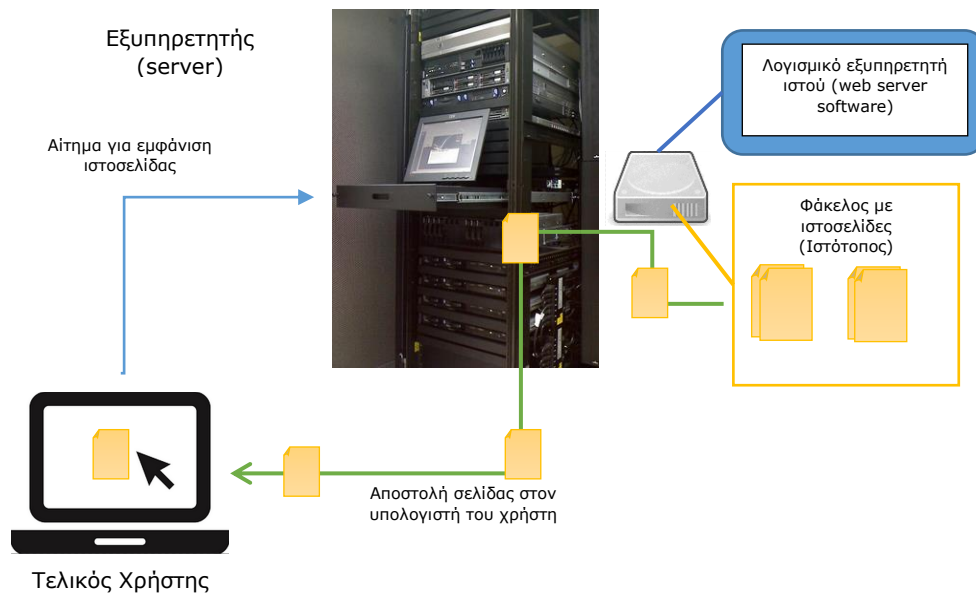 Εξυπηρετητής
(server)
Λογισμικό εξυπηρετητή
ιστού (web server
software)
Αίτημα για εμφάνιση
ιστοσελίδας
Φάκελος με
ιστοσελίδες
(Ιστότοπος)
Αποστολή σελίδας στον
υπολογιστή του χρήστη
Τελικός Χρήστης